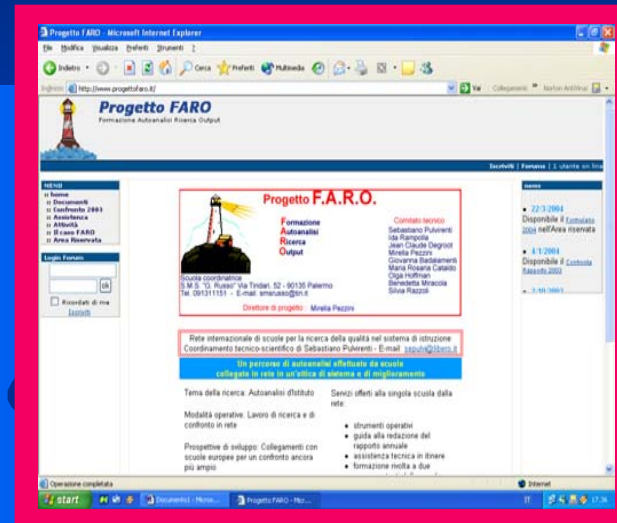 Progetto FARO - Microsoft Internet Explorer
File Modifica Visualizza Preferiti Strumenti ?
Indietro Cerca Preferiti Multimedia
Indirizzo http://www.progettofaro.it/ Vai Collegamenti » Norton AntiVirus
Progetto FARO
Formazione Autoanalisi Ricerca Output
Iscriviti | Forums | 1 utente on line
MENU
:: home
:: Documenti
:: Confronto 2003
:: Assistenza
:: Attività
:: Il caso FARO
:: Area Riservata
Login Forum
ok
Ricordati di me
Iscriviti
Progetto F.A.R.O.
Formazione
Autoanalisi
Ricerca
Output
Comitato tecnico
Sebastiano Pulvirenti
Ida Rampolla
Jean Claude Degroot
Mirella Pezzini
Giovanna Badalamenti
Maria Rosaria Cataldo
Olga Hoffman
Benedetta Miracola
Silvia Razzoli
Scuola coordinatrice
S.M.S. "G. Russo" Via Tindari, 52 - 90135 Palermo
Tel. 091311151 - E-mail: smsrusso@tin.it
Direttore di progetto Mirella Pezzini
Rete internazionale di scuole per la ricerca della qualità nel sistema di istruzione
Coordinamento tecnico-scientifico di Sebastiano Pulvirenti - E-mail sepulvi@libero.it
Un percorso di autoanalisi effettuato da scuole
collegate in rete in un'ottica di sistema e di miglioramento
Tema della ricerca: Autoanalisi d'Istituto
Modalità operative: Lavoro di ricerca e di
confronto in rete
Prospettive di sviluppo: Collegamenti con
scuole europee per un confronto ancora
più ampio
Servizi offerti alla singola scuola dalla
rete:
• strumenti operativi
• guida alla redazione del
rapporto annuale
• assistenza tecnica in itinere
• formazione rivolta a due
news
• 22/3/2004
Disponibile il Formulario
2004 nell'Area riservata
• 4/1/2004
Disponibile il Confronta
Rapporto 2003
Operazione completata Internet
start Documento1 - Micros... Progetto FARO - Micr... IT 17.36